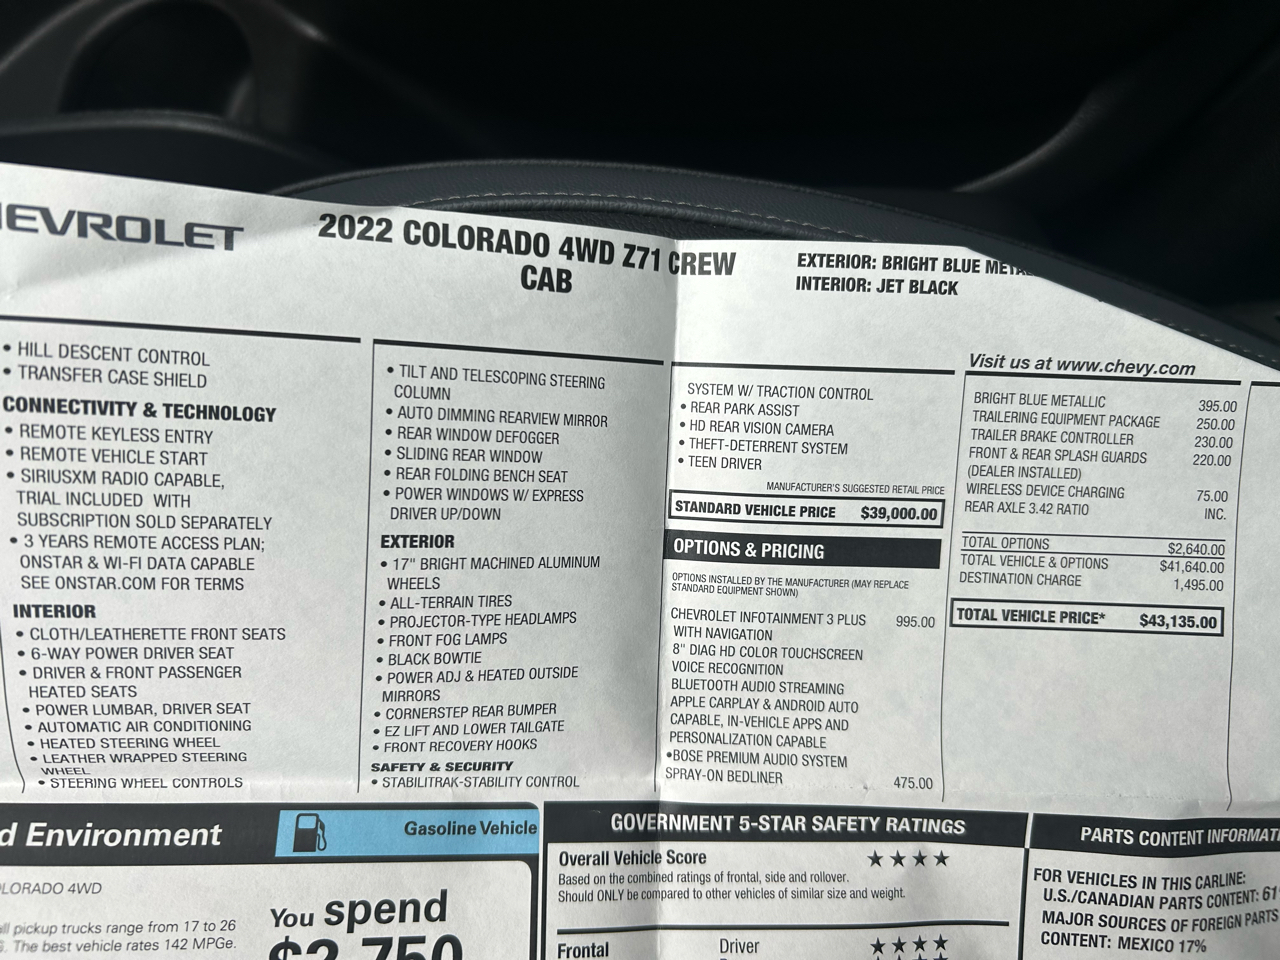 2022 COLORADO 4WD Z71 CREW
CAB
EXTERIOR: BRIGHT BLUE
INTERIOR: JET BLACK
• HILL DESCENT CONTROL
• TRANSFER CASE SHIELD
CONNECTIVITY & TECHNOLOGY
• REMOTE KEYLESS ENTRY
• REMOTE VEHICLE START
• SIRIUSXM RADIO CAPABLE,
TRIAL INCLUDED WITH
SUBSCRIPTION SOLD SEPARATELY
• 3 YEARS REMOTE ACCESS PLAN;
ONSTAR & WI-FI DATA CAPABLE
SEE ONSTAR.COM FOR TERMS
INTERIOR
• CLOTH/LEATHERETTE FRONT SEATS
• 6-WAY POWER DRIVER SEAT
• DRIVER & FRONT PASSENGER
HEATED SEATS
• POWER LUMBAR, DRIVER SEAT
• AUTOMATIC AIR CONDITIONING
• HEATED STEERING WHEEL
• LEATHER WRAPPED STEERING
WHEEL
• STEERING WHEEL CONTROLS
• TILT AND TELESCOPING STEERING
COLUMN
• AUTO DIMMING REARVIEW MIRROR
• REAR WINDOW DEFOGGER
• SLIDING REAR WINDOW
• REAR FOLDING BENCH SEAT
• POWER WINDOWS W/ EXPRESS
DRIVER UP/DOWN
EXTERIOR
• 17" BRIGHT MACHINED ALUMINUM
WHEELS
• ALL-TERRAIN TIRES
• PROJECTOR-TYPE HEADLAMPS
• FRONT FOG LAMPS
• BLACK BOWTIE
• POWER ADJ & HEATED OUTSIDE
MIRRORS
• CORNERSTEP REAR BUMPER
• EZ LIFT AND LOWER TAILGATE
• FRONT RECOVERY HOOKS
SAFETY & SECURITY
• STABILITRAK-STABILITY CONTROL
SYSTEM W/ TRACTION CONTROL
• REAR PARK ASSIST
• HD REAR VISION CAMERA
• THEFT-DETERRENT SYSTEM
• TEEN DRIVER
MANUFACTURER'S SUGGESTED RETAIL PRICE
STANDARD VEHICLE PRICE $39,000.00
OPTIONS & PRICING
OPTIONS INSTALLED BY THE MANUFACTURER (MAY REPLACE
STANDARD EQUIPMENT SHOWN)
CHEVROLET INFOTAINMENT 3 PLUS 995.00
WITH NAVIGATION
8" DIAG HD COLOR TOUCHSCREEN
VOICE RECOGNITION
BLUETOOTH AUDIO STREAMING
APPLE CARPLAY & ANDROID AUTO
CAPABLE, IN-VEHICLE APPS AND
PERSONALIZATION CAPABLE
•BOSE PREMIUM AUDIO SYSTEM
SPRAY-ON BEDLINER 475.00
Visit us at www.chevy.com
BRIGHT BLUE METALLIC 395.00
TRAILERING EQUIPMENT PACKAGE 250.00
TRAILER BRAKE CONTROLLER 230.00
FRONT & REAR SPLASH GUARDS 220.00
(DEALER INSTALLED)
WIRELESS DEVICE CHARGING 75.00
REAR AXLE 3.42 RATIO INC.
TOTAL OPTIONS $2,640.00
TOTAL VEHICLE & OPTIONS $41,640.00
DESTINATION CHARGE 1,495.00
TOTAL VEHICLE PRICE* $43,135.00
d Environment
Gasoline Vehicle
OLORADO 4WD
pickup trucks range from 17 to 26
The best vehicle rates 142 MPGe.
You spend
$2,750
GOVERNMENT 5-STAR SAFETY RATINGS
Overall Vehicle Score ★★★★
Based on the combined ratings of frontal, side and rollover.
Should ONLY be compared to other vehicles of similar size and weight.
Frontal Driver ★★★★
PARTS CONTENT INFORMATI
FOR VEHICLES IN THIS CARLINE:
U.S./CANADIAN PARTS CONTENT: 61
MAJOR SOURCES OF FOREIGN PARTS
CONTENT: MEXICO 17%